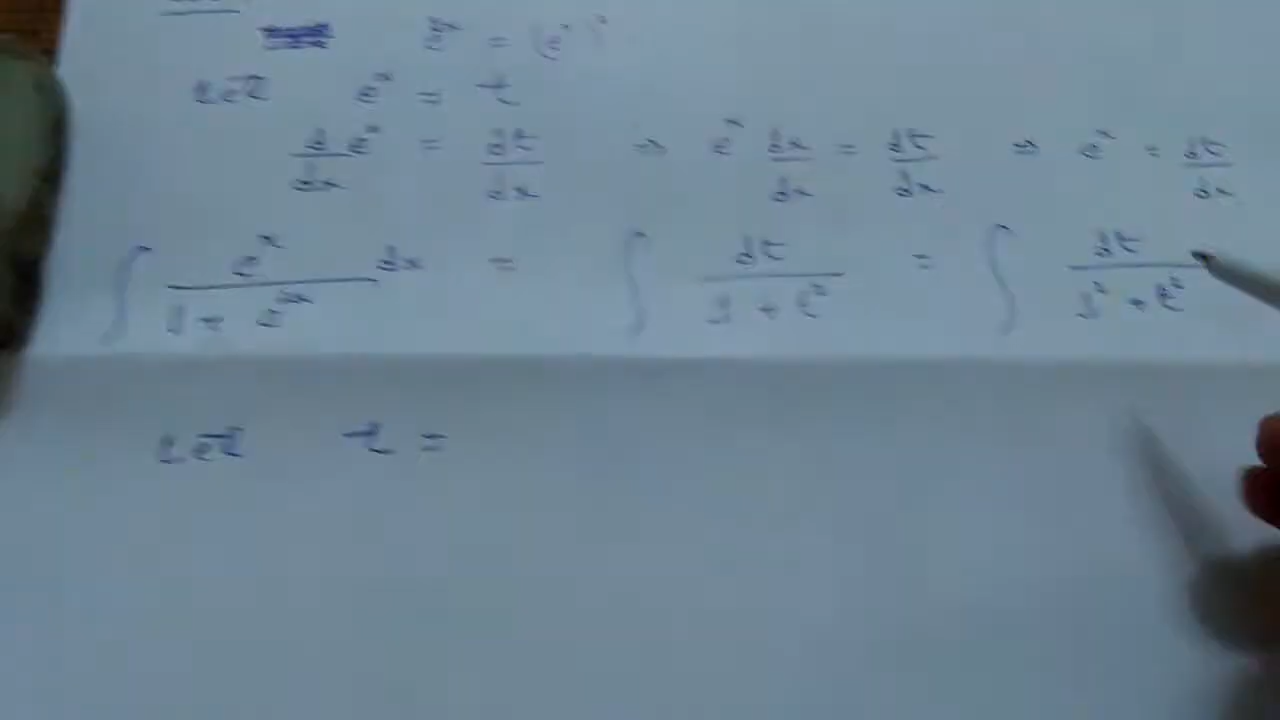 = (e^x)^2
Let e^x = t
d/dx e^x = dt/dx ⇒ e^x dx/dx = dt/dx ⇒ e^x = dt/dx
∫ e^x/(1 + e^2x) dx = ∫ dt/(1 + t^2) = ∫ dt/(1^2 + t^2)
Let t =